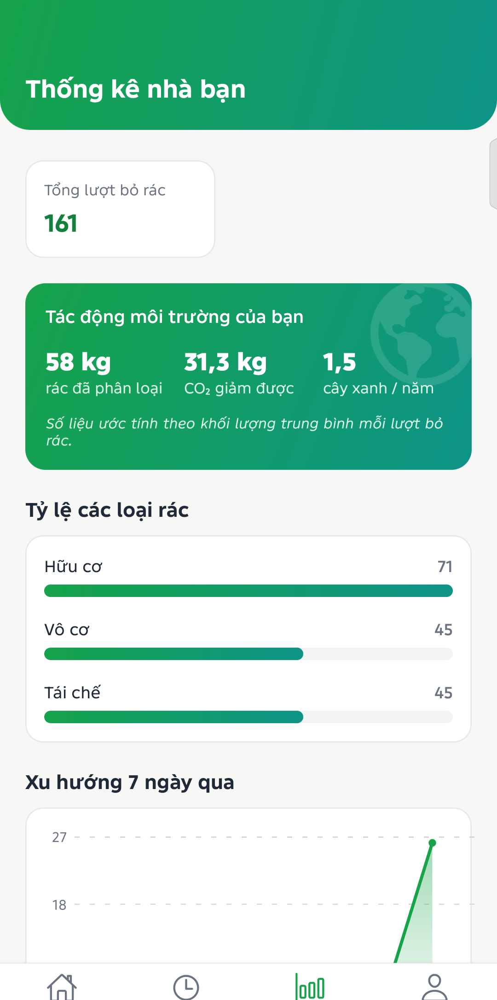 Thống kê nhà bạn
Tổng lượt bỏ rác
161
Tác động môi trường của bạn
58 kg
rác đã phân loại
31,3 kg
CO₂ giảm được
1,5
cây xanh / năm
Số liệu ước tính theo khối lượng trung bình mỗi lượt bỏ
rác.
Tỷ lệ các loại rác
Hữu cơ 71
Vô cơ 45
Tái chế 45
Xu hướng 7 ngày qua
27
18